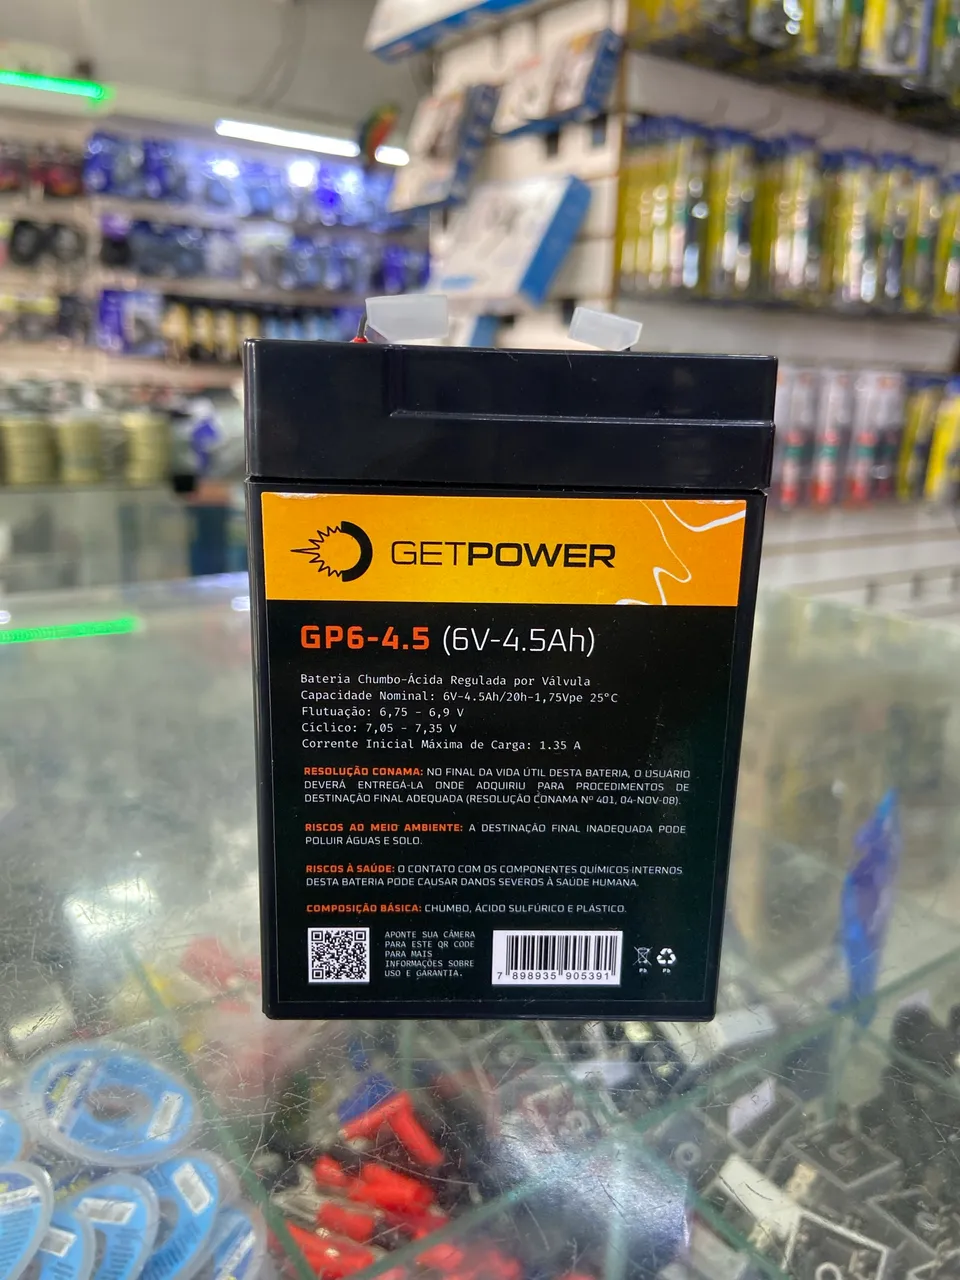 GETPOWER
GP6-4.5 (6V-4.5Ah)
Bateria Chumbo-Ácida Regulada por Válvula
Capacidade Nominal: 6V-4.5Ah/20h-1,75Vpe 25°C
Flutuação: 6,75 - 6,9 V
Cíclico: 7,05 - 7,35 V
Corrente Inicial Máxima de Carga: 1.35 A
RESOLUÇÃO CONAMA: NO FINAL DA VIDA ÚTIL DESTA BATERIA, O USUÁRIO
DEVERÁ ENTREGÁ-LA ONDE ADQUIRIU PARA PROCEDIMENTOS DE
DESTINAÇÃO FINAL ADEQUADA (RESOLUÇÃO CONAMA Nº 401, 04-NOV-08).
RISCOS AO MEIO AMBIENTE: A DESTINAÇÃO FINAL INADEQUADA PODE
POLUIR ÁGUAS E SOLO.
RISCOS À SAÚDE: O CONTATO COM OS COMPONENTES QUÍMICOS INTERNOS
DESTA BATERIA PODE CAUSAR DANOS SEVEROS À SAÚDE HUMANA.
COMPOSIÇÃO BÁSICA: CHUMBO, ÁCIDO SULFÚRICO E PLÁSTICO.
APONTE SUA CÂMERA
PARA ESTE QR CODE
PARA MAIS
INFORMAÇÕES SOBRE
USO E GARANTIA.
7 898935 905391
Pb Pb